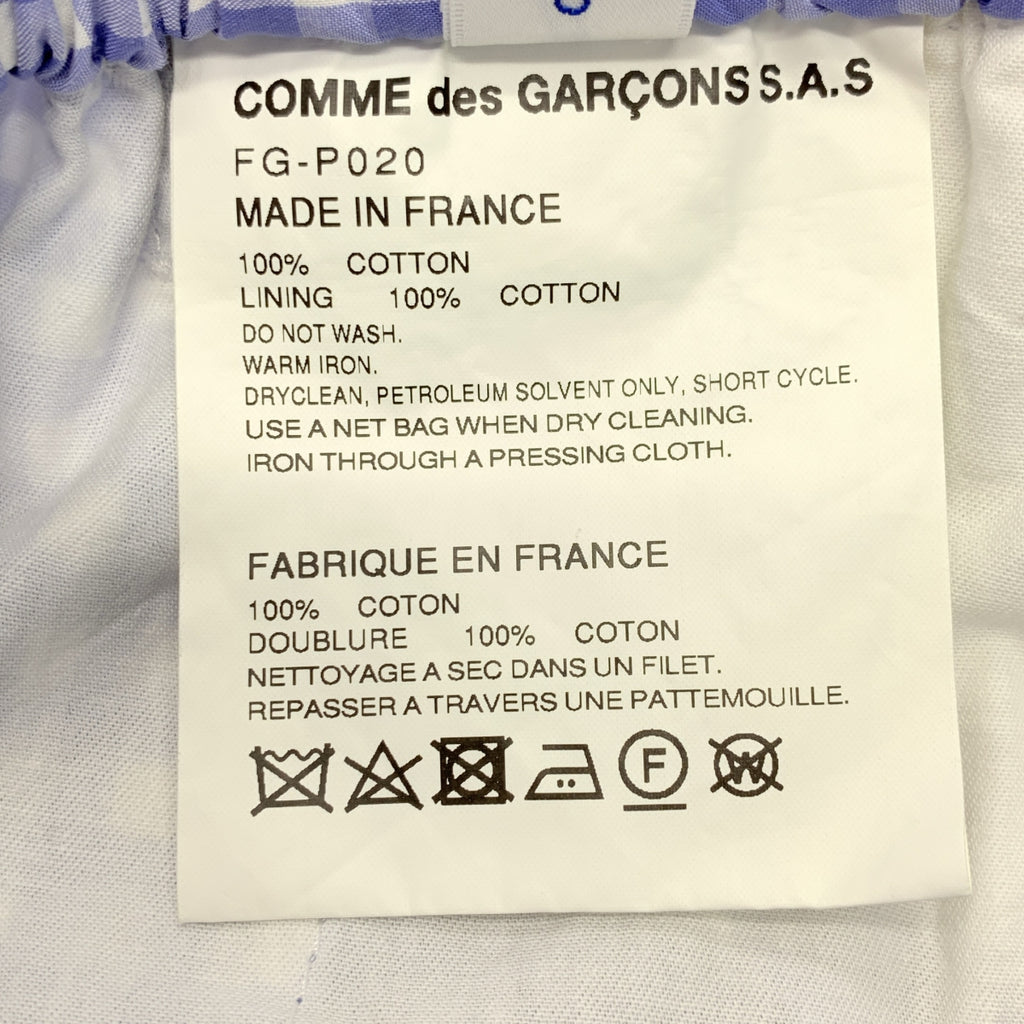 COMME des GARÇONS S.A.S
FG-P020
MADE IN FRANCE
100% COTTON
LINING 100% COTTON
DO NOT WASH.
WARM IRON.
DRYCLEAN, PETROLEUM SOLVENT ONLY, SHORT CYCLE.
USE A NET BAG WHEN DRY CLEANING.
IRON THROUGH A PRESSING CLOTH.
FABRIQUE EN FRANCE
100% COTON
DOUBLURE 100% COTON
NETTOYAGE A SEC DANS UN FILET.
REPASSER A TRAVERS UNE PATTEMOUILLE.
F W